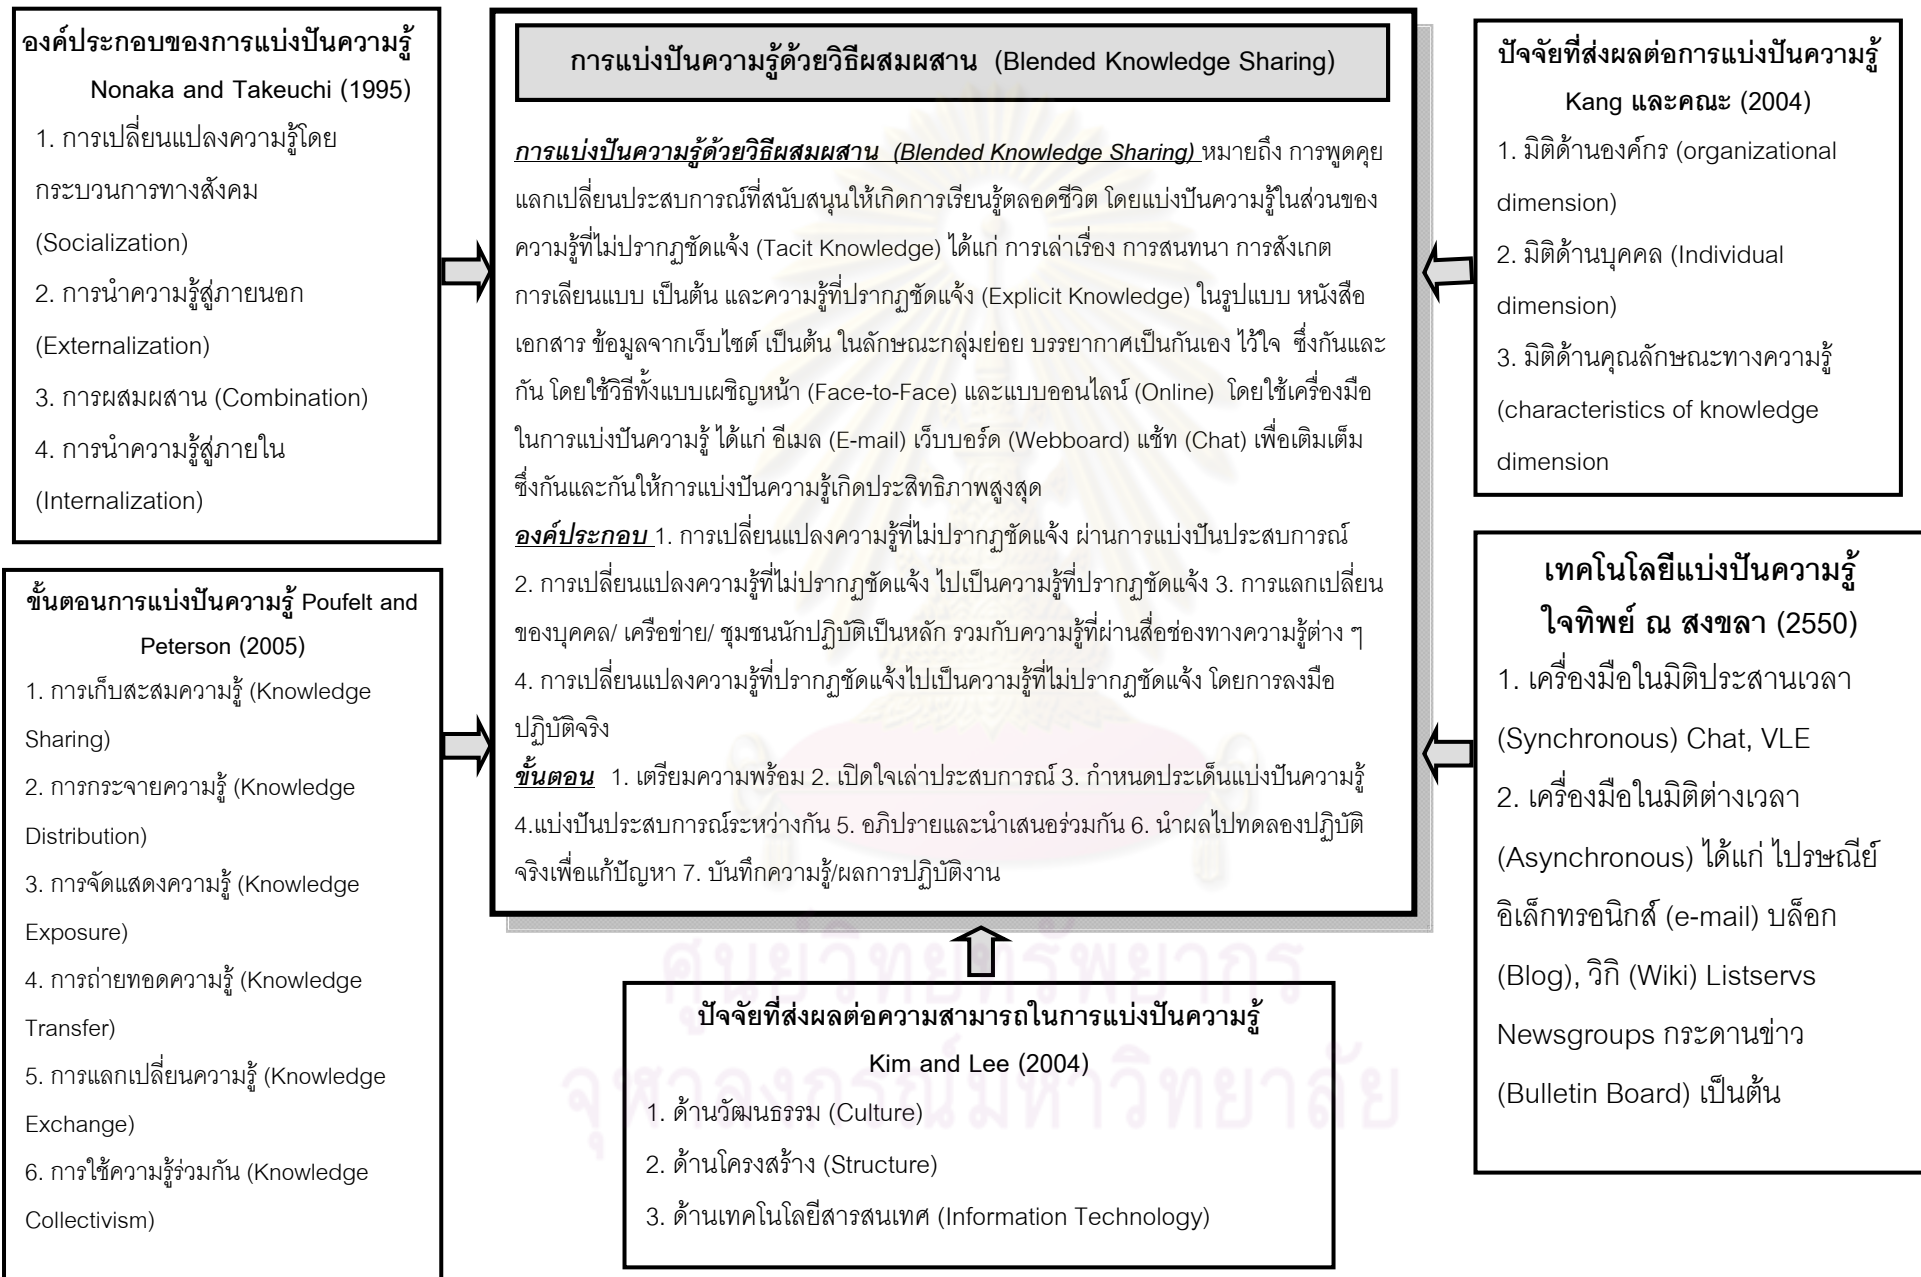 องค์ประกอบของการแบ่งปันความรู้
Nonaka and Takeuchi (1995)
1. การเปลี่ยนแปลงความรู้โดย
กระบวนการทางสังคม
(Socialization)
2. การนำความรู้สู่ภายนอก
(Externalization)
3. การผสมผสาน (Combination)
4. การนำความรู้สู่ภายใน
(Internalization)
ขั้นตอนการแบ่งปันความรู้ Poufelt and
Peterson (2005)
1. การเก็บสะสมความรู้ (Knowledge
Sharing)
2. การกระจายความรู้ (Knowledge
Distribution)
3. การจัดแสดงความรู้ (Knowledge
Exposure)
4. การถ่ายทอดความรู้ (Knowledge
Transfer)
5. การแลกเปลี่ยนความรู้ (Knowledge
Exchange)
6. การใช้ความรู้ร่วมกัน (Knowledge
Collectivism)
การแบ่งปันความรู้ด้วยวิธีผสมผสาน (Blended Knowledge Sharing)
การแบ่งปันความรู้ด้วยวิธีผสมผสาน (Blended Knowledge Sharing) หมายถึง การพูดคุย
แลกเปลี่ยนประสบการณ์ที่สนับสนุนให้เกิดการเรียนรู้ตลอดชีวิต โดยแบ่งปันความรู้ในส่วนของ
ความรู้ที่ไม่ปรากฏชัดแจ้ง (Tacit Knowledge) ได้แก่ การเล่าเรื่อง การสนทนา การสังเกต
การเลียนแบบ เป็นต้น และความรู้ที่ปรากฏชัดแจ้ง (Explicit Knowledge) ในรูปแบบ หนังสือ
เอกสาร ข้อมูลจากเว็บไซต์ เป็นต้น ในลักษณะกลุ่มย่อย บรรยากาศเป็นกันเอง ไว้ใจ ซึ่งกันและ
กัน โดยใช้วิธีทั้งแบบเผชิญหน้า (Face-to-Face) และแบบออนไลน์ (Online) โดยใช้เครื่องมือ
ในการแบ่งปันความรู้ ได้แก่ อีเมล (E-mail) เว็บบอร์ด (Webboard) แช้ท (Chat) เพื่อเติมเต็ม
ซึ่งกันและกันให้การแบ่งปันความรู้เกิดประสิทธิภาพสูงสุด
องค์ประกอบ 1. การเปลี่ยนแปลงความรู้ที่ไม่ปรากฏชัดแจ้ง ผ่านการแบ่งปันประสบการณ์
2. การเปลี่ยนแปลงความรู้ที่ไม่ปรากฏชัดแจ้ง ไปเป็นความรู้ที่ปรากฏชัดแจ้ง 3. การแลกเปลี่ยน
ของบุคคล/ เครือข่าย/ ชุมชนนักปฏิบัติเป็นหลัก รวมกับความรู้ที่ผ่านสื่อช่องทางความรู้ต่าง ๆ
4. การเปลี่ยนแปลงความรู้ที่ปรากฏชัดแจ้งไปเป็นความรู้ที่ไม่ปรากฏชัดแจ้ง โดยการลงมือ
ปฏิบัติจริง
ขั้นตอน 1. เตรียมความพร้อม 2. เปิดใจเล่าประสบการณ์ 3. กำหนดประเด็นแบ่งปันความรู้
4.แบ่งปันประสบการณ์ระหว่างกัน 5. อภิปรายและนำเสนอร่วมกัน 6. นำผลไปทดลองปฏิบัติ
จริงเพื่อแก้ปัญหา 7. บันทึกความรู้/ผลการปฏิบัติงาน
ศูนย์วิทยทรัพยากร
จุฬาลงกรณ์มหาวิทยาลัย
ปัจจัยที่ส่งผลต่อความสามารถในการแบ่งปันความรู้
Kim and Lee (2004)
1. ด้านวัฒนธรรม (Culture)
2. ด้านโครงสร้าง (Structure)
3. ด้านเทคโนโลยีสารสนเทศ (Information Technology)
ปัจจัยที่ส่งผลต่อการแบ่งปันความรู้
Kang และคณะ (2004)
1. มิติด้านองค์กร (organizational
dimension)
2. มิติด้านบุคคล (Individual
dimension)
3. มิติด้านคุณลักษณะทางความรู้
(characteristics of knowledge
dimension
เทคโนโลยีแบ่งปันความรู้
ใจทิพย์ ณ สงขลา (2550)
1. เครื่องมือในมิติประสานเวลา
(Synchronous) Chat, VLE
2. เครื่องมือในมิติต่างเวลา
(Asynchronous) ได้แก่ ไปรษณีย์
อิเล็กทรอนิกส์ (e-mail) บล็อก
(Blog), วิกิ (Wiki) Listservs
Newsgroups กระดานข่าว
(Bulletin Board) เป็นต้น